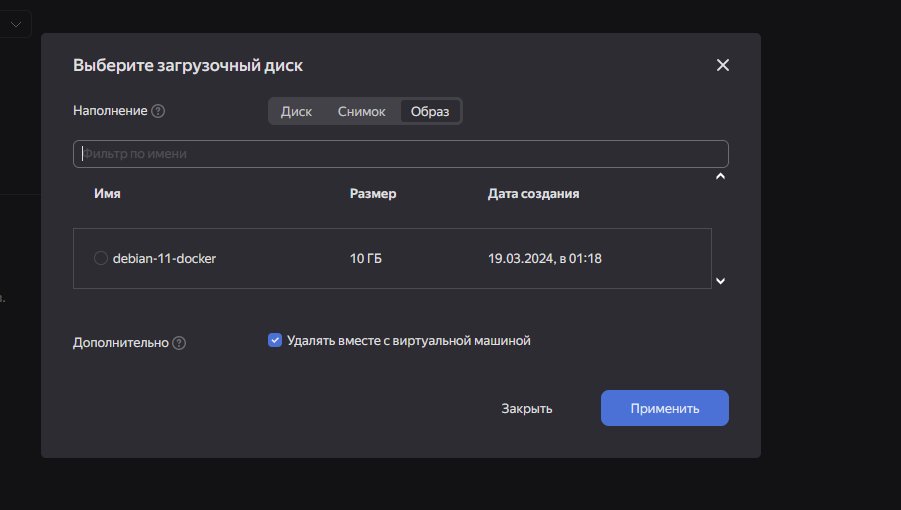 Выберите загрузочный диск
Наполнение
Диск Снимок Образ
Фильтр по имени
Имя Размер Дата создания
debian-11-docker 10 ГБ 19.03.2024, в 01:18
Дополнительно Удалять вместе с виртуальной машиной
Закрыть Применить